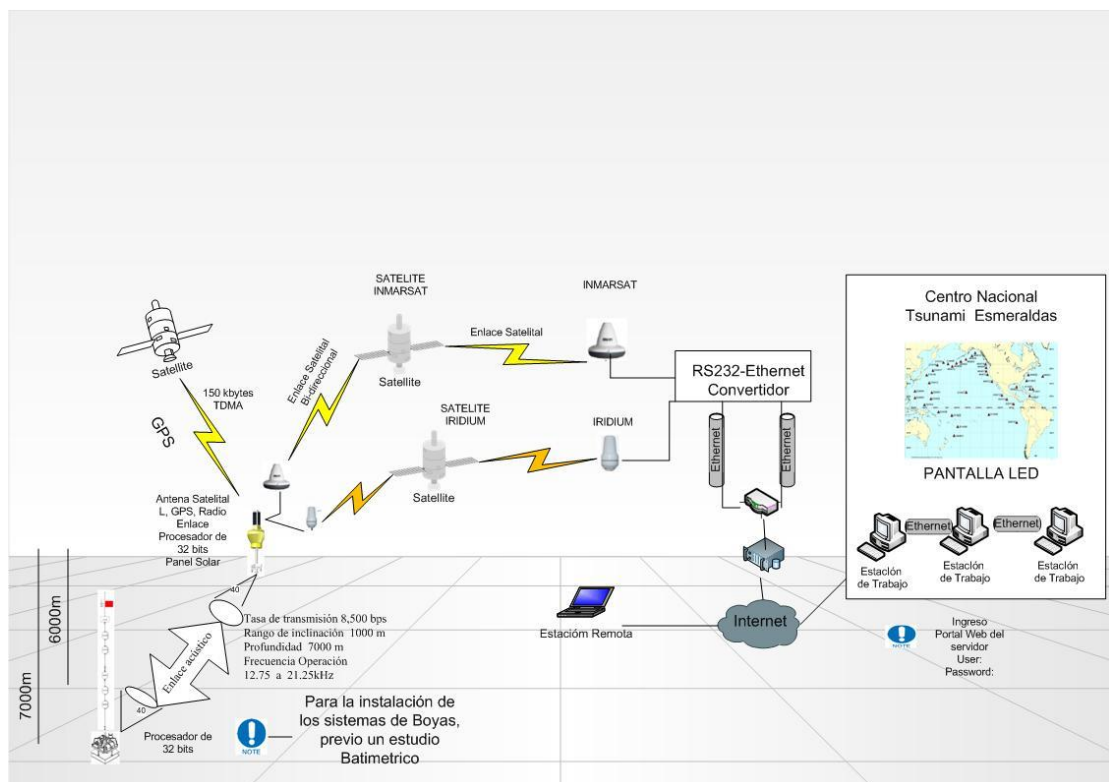 SATELITE
INMARSAT
INMARSAT
Centro Nacional
Tsunami Esmeraldas
Satellite
Enlace Satelital
Bi-direccional
Enlace Satelital
Satellite
150 kbytes
TDMA
GPS
RS232-Ethernet
Convertidor
SATELITE
IRIDIUM
IRIDIUM
Satellite
Ethernet
Ethernet
PANTALLA LED
Antena Satelital
L, GPS, Radio
Enlace
Procesador de
32 bits
Panel Solar
Ethernet
Ethernet
Estación
de Trabajo
Estación
de Trabajo
Estación
de Trabajo
6000m
7000m
40
Enlace acústico
40
Tasa de transmisión 8,500 bps
Rango de inclinación 1000 m
Profundidad 7000 m
Frecuencia Operación
12.75 a 21.25kHz
Estacióm Remota
Internet
NOTE
Ingreso
Portal Web del
servidor
User:
Password:
Procesador de
32 bits
NOTE
Para la instalación de
los sistemas de Boyas,
previo un estudio
Batimetrico